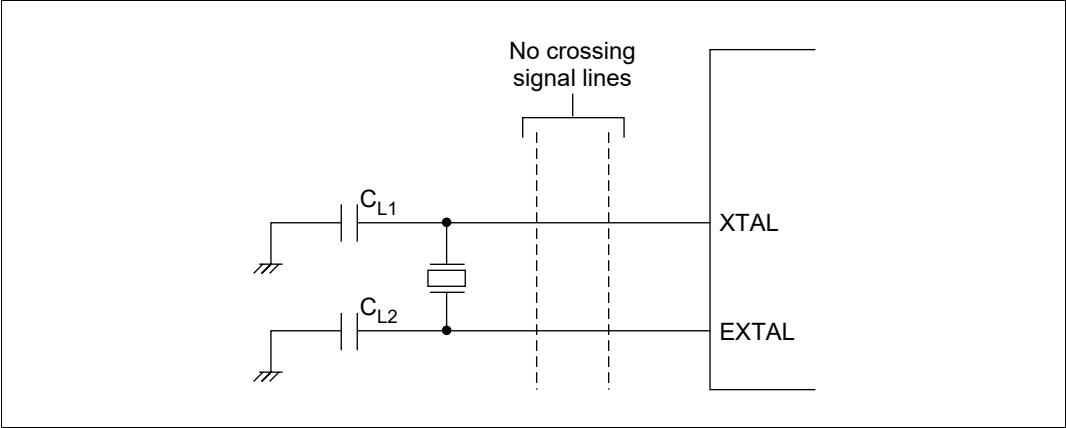 No crossing
signal lines
CL1
XTAL
CL2
EXTAL